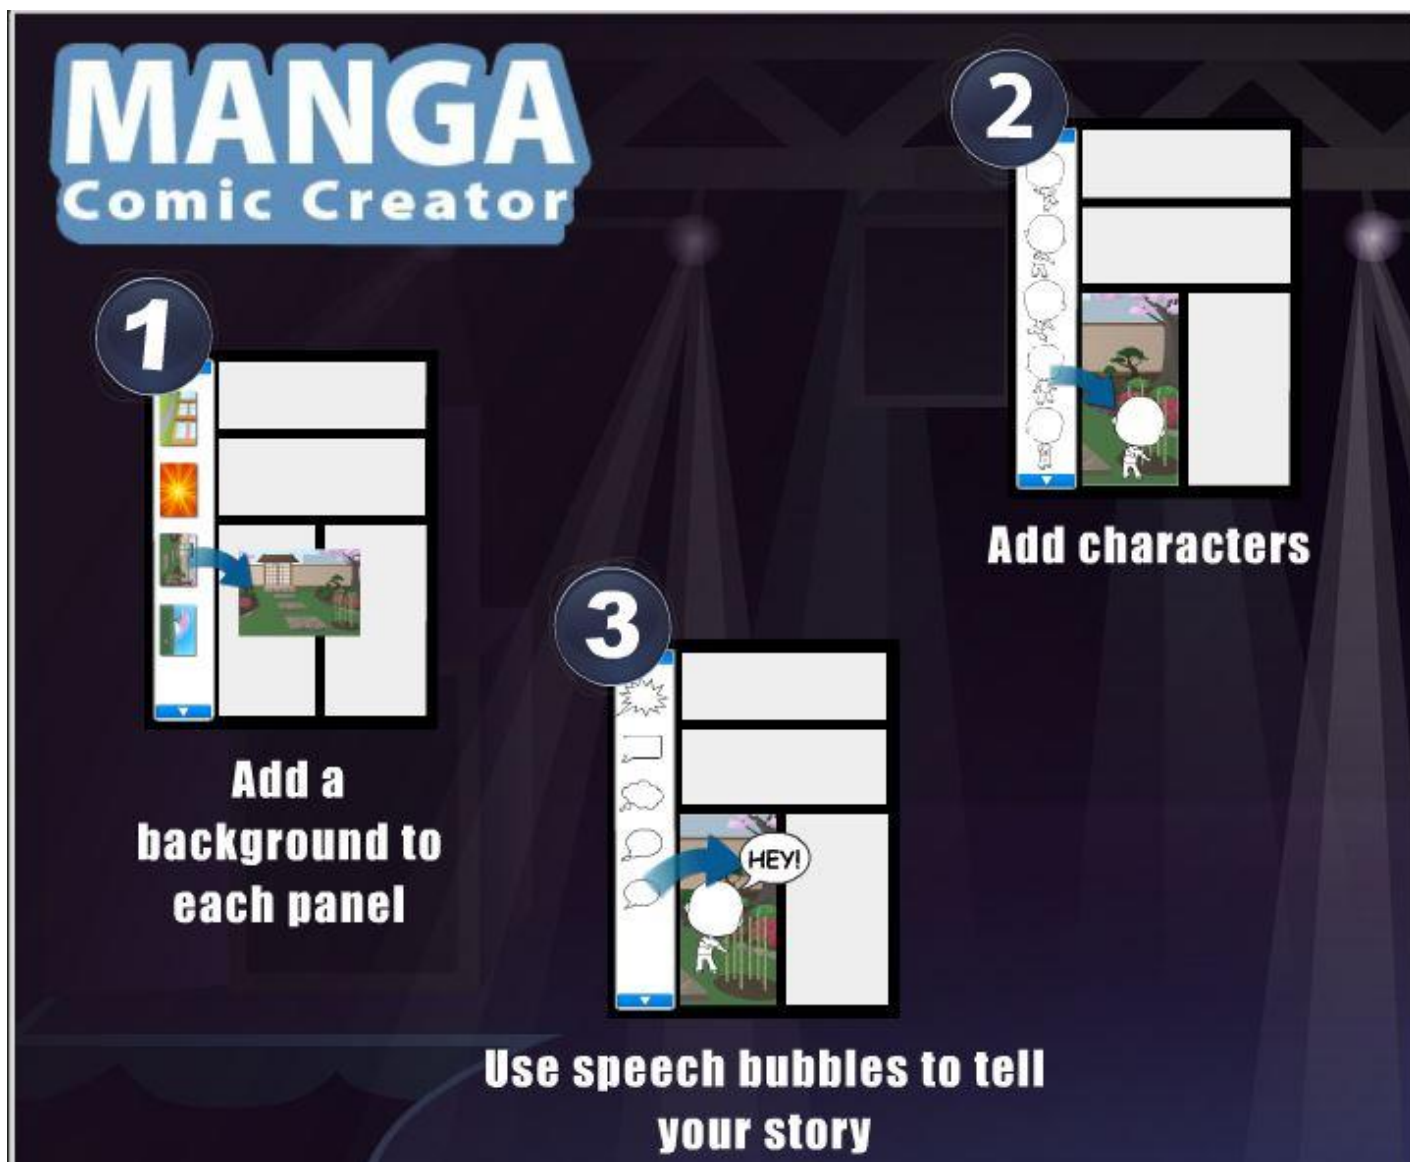 MANGA
Comic Creator
1
Add a
background to
each panel
2
Add characters
3
HEY!
Use speech bubbles to tell
your story